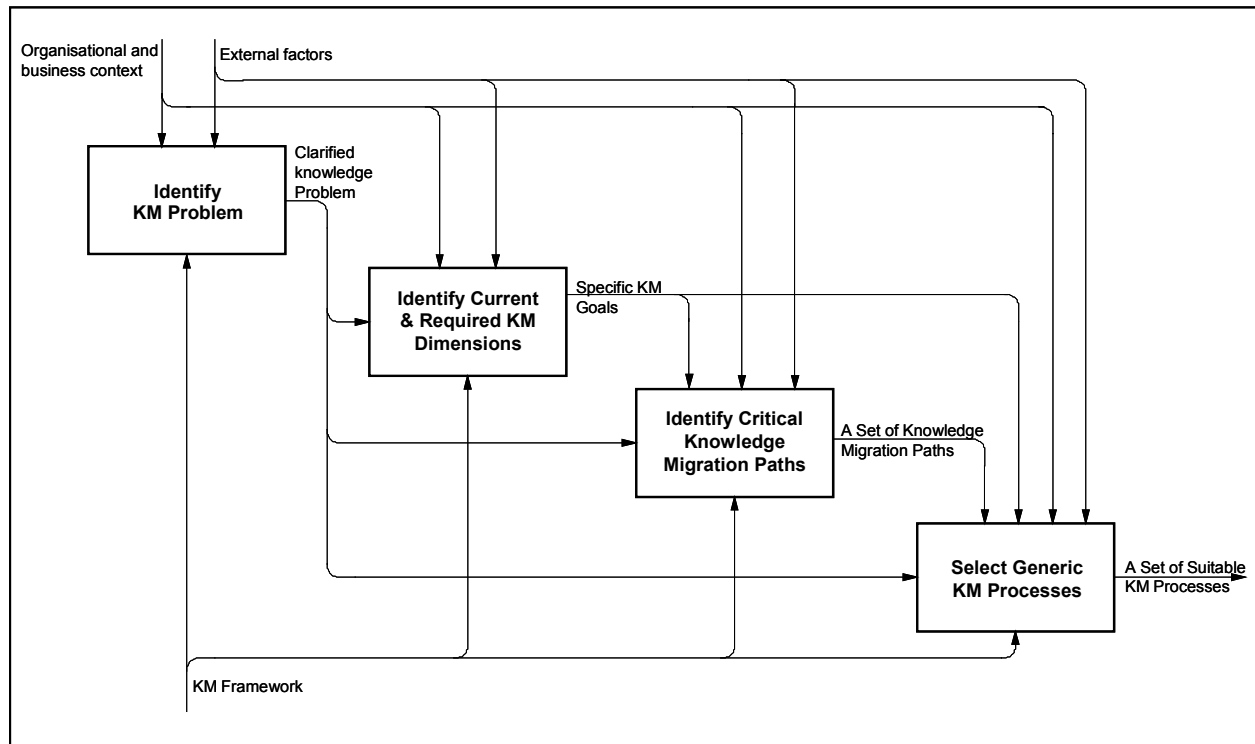 Organisational and
business context
External factors
Clarified
knowledge
Problem
Identify
KM Problem
Identify Current
& Required KM
Dimensions
Specific KM
Goals
Identify Critical
Knowledge
Migration Paths
A Set of Knowledge
Migration Paths
Select Generic
KM Processes
A Set of Suitable
KM Processes
KM Framework